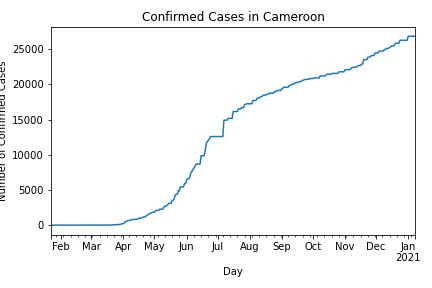 Confirmed Cases in Cameroon
Number of Confirmed Cases
25000
20000
15000
10000
5000
0
Feb Mar Apr May Jun Jul Aug Sep Oct Nov Dec Jan
2021
Day